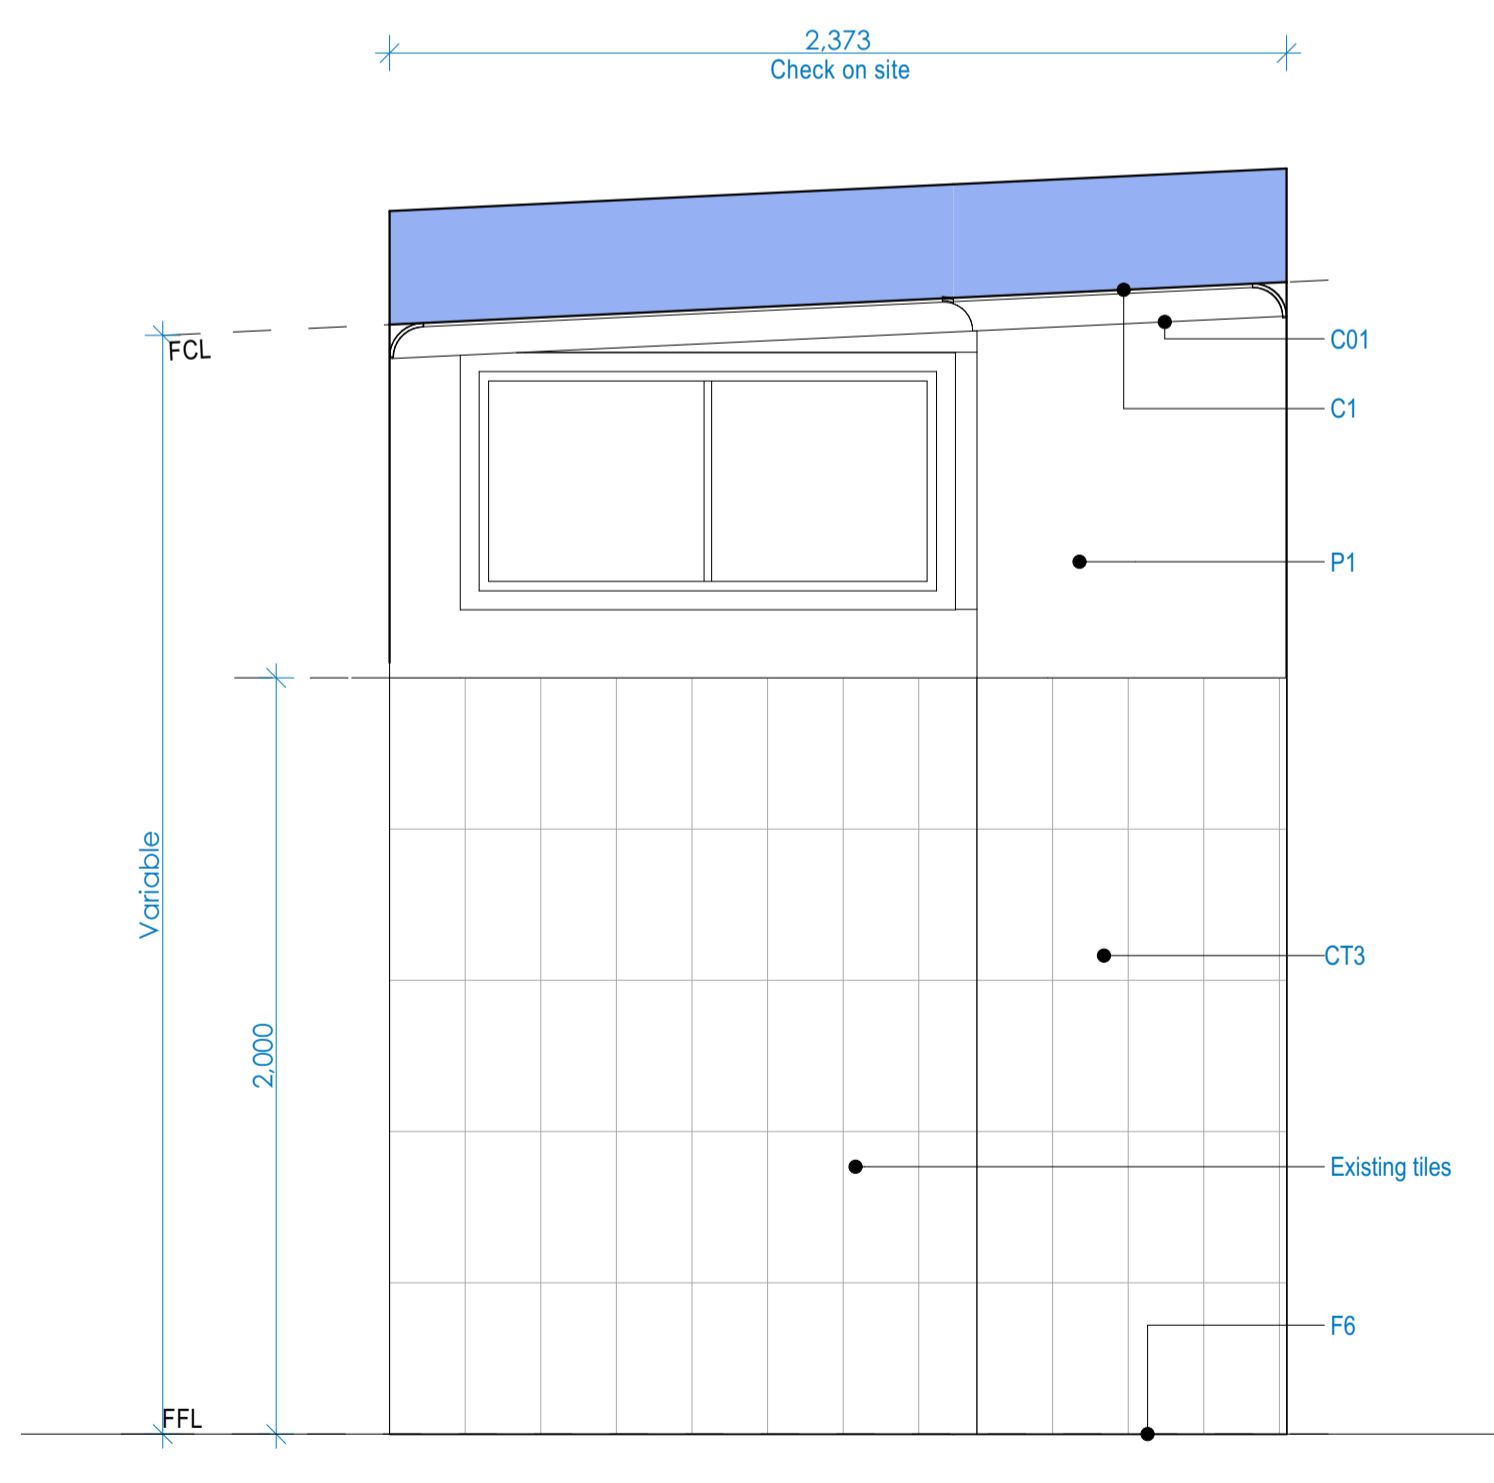 2,373
Check on site
FCL
C01
C1
P1
Variable
CT3
2,000
Existing tiles
F6
FFL